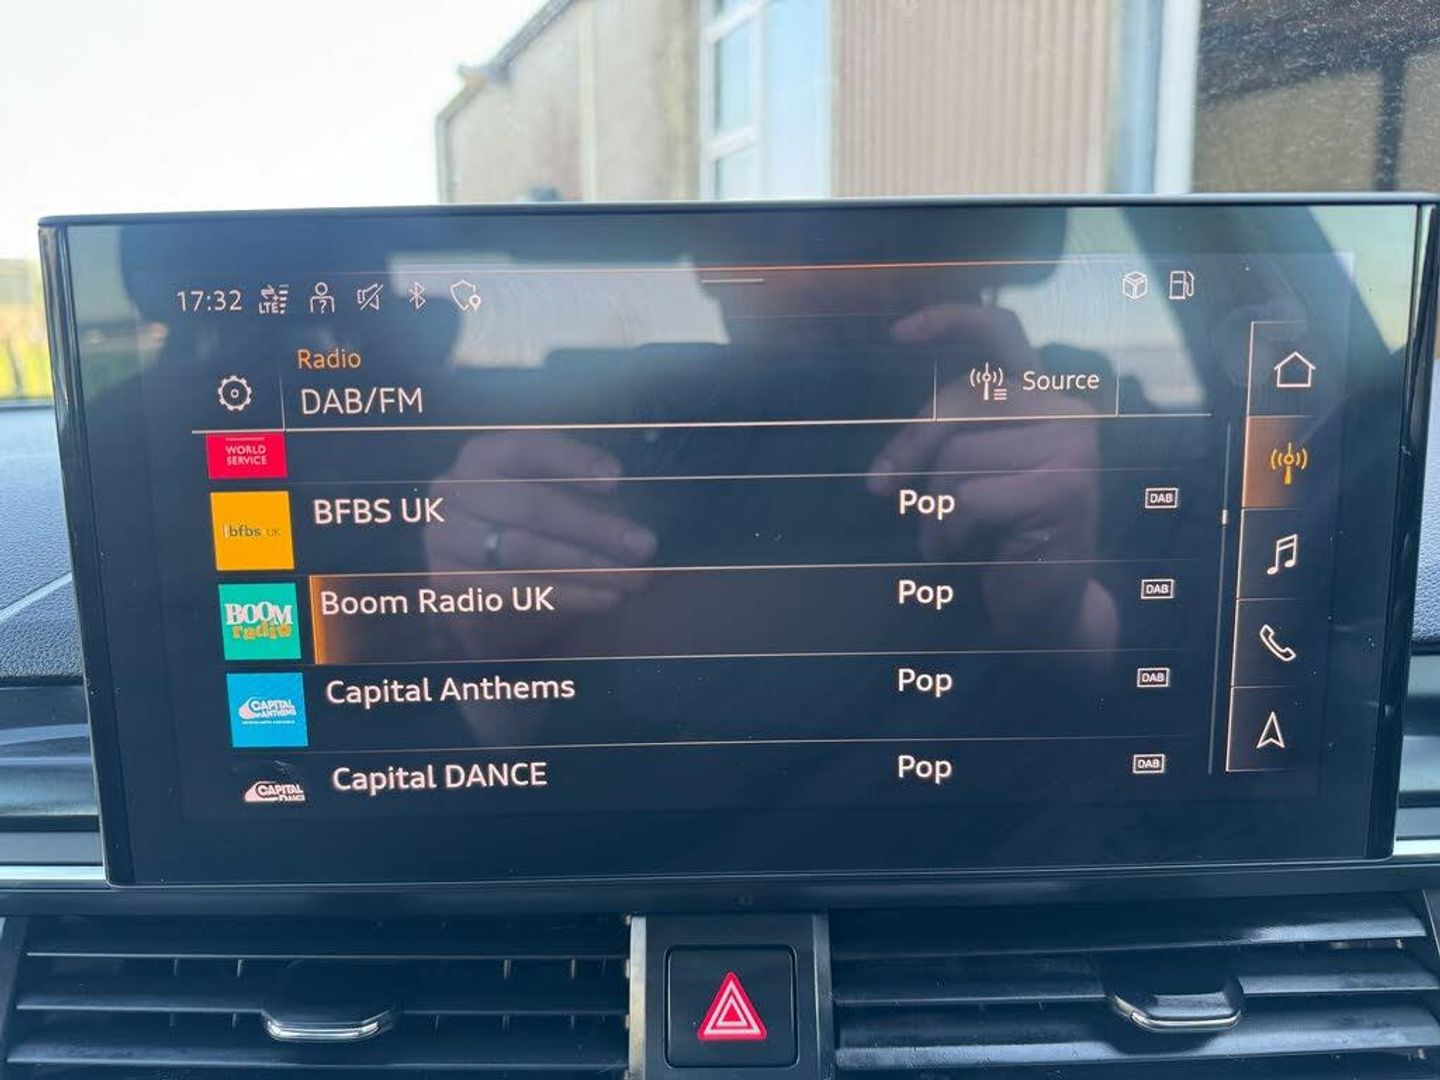 17:32 LTE
Radio
DAB/FM
Source
WORLD
SERVICE
bfbs UK
BFBS UK Pop DAB
BOOM
radio
Boom Radio UK Pop DAB
CAPITAL
ANTHEMS
Capital Anthems Pop DAB
CAPITAL
DANCE
Capital DANCE Pop DAB